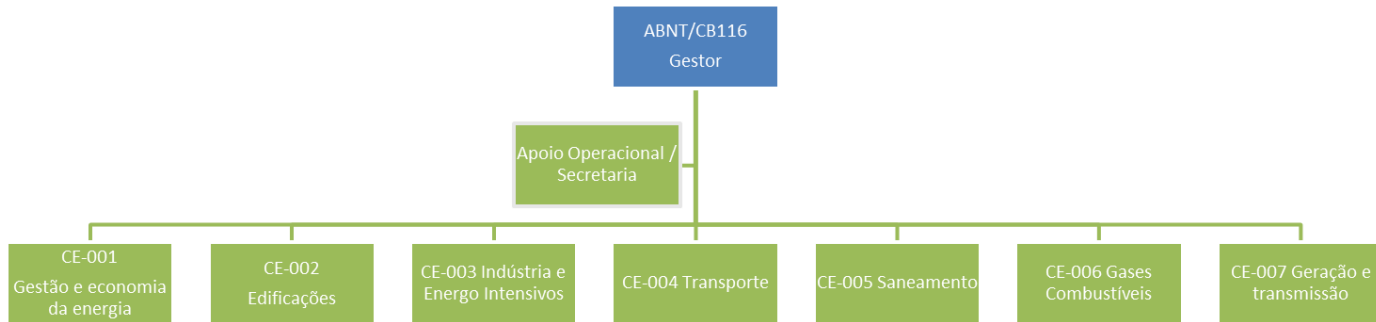 ABNT/CB116
Gestor
Apoio Operacional /
Secretaria
CE-001
Gestão e economia
da energia
CE-002
Edificações
CE-003 Indústria e
Energo Intensivos
CE-004 Transporte
CE-005 Saneamento
CE-006 Gases
Combustíveis
CE-007 Geração e
transmissão